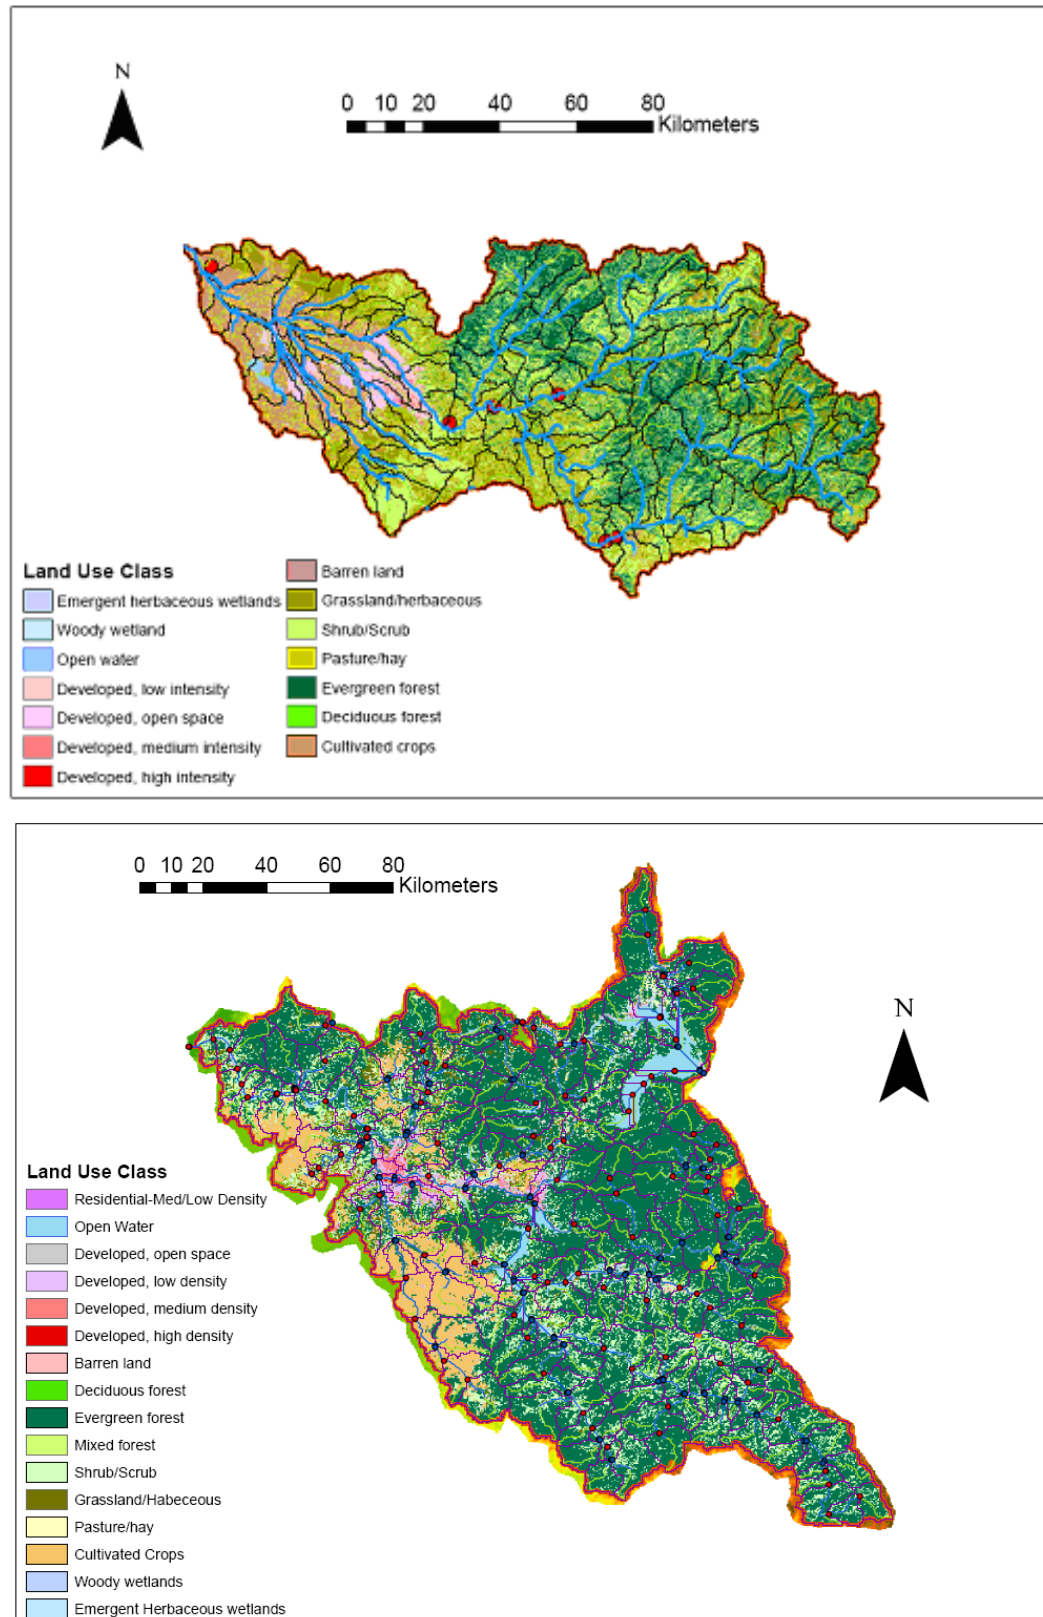 N
0 10 20 40 60 80
Kilometers
Land Use Class
Emergent herbaceous wetlands
Woody wetland
Open water
Developed, low intensity
Developed, open space
Developed, medium intensity
Developed, high intensity
Barren land
Grassland/herbaceous
Shrub/Scrub
Pasture/hay
Evergreen forest
Deciduous forest
Cultivated crops
0 10 20 40 60 80
Kilometers
N
Land Use Class
Residential-Med/Low Density
Open Water
Developed, open space
Developed, low density
Developed, medium density
Developed, high density
Barren land
Deciduous forest
Evergreen forest
Mixed forest
Shrub/Scrub
Grassland/Habeceous
Pasture/hay
Cultivated Crops
Woody wetlands
Emergent Herbaceous wetlands